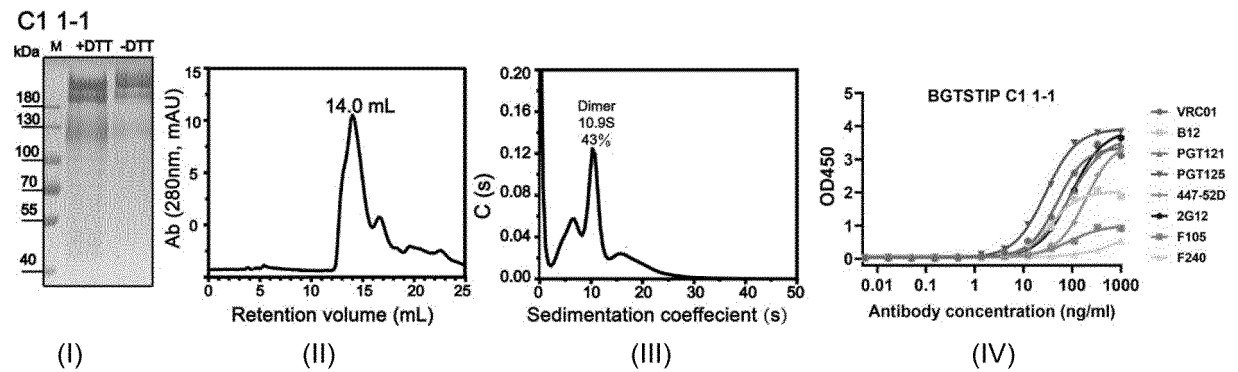 C1 1-1
kDa M +DTT -DTT
180
130
100
70
55
40
(I)
Ab (280nm, mAU)
15
10
5
0
14.0 mL
0 5 10 15 20 25
Retention volume (mL)
(II)
C (s)
0.20
0.16
0.12
0.08
0.04
0.00
Dimer
10.9S
43%
0 10 20 30 40 50
Sedimentation coeffecient (s)
(III)
BGTSTIP C1 1-1
OD450
5
4
3
2
1
0
0.01 0.1 1 10 100 1000
Antibody concentration (ng/ml)
VRC01
B12
PGT121
PGT125
447-52D
2G12
F105
F240
(IV)